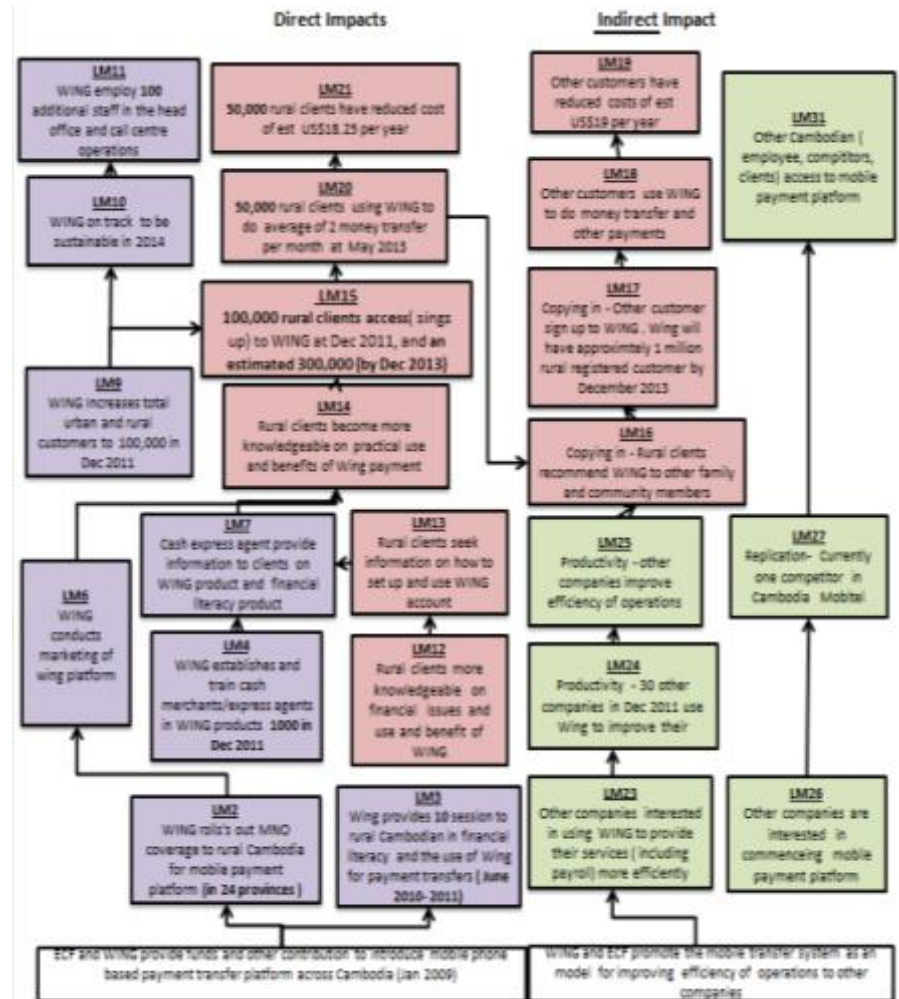 Direct Impacts
Indirect Impact
LM11
WING employ 100
additional staff in the head
office and call centre
operations
LM21
50,000 rural clients have reduced cost
of est US$18.25 per year
LM19
Other customers have
reduced costs of est
US$19 per year
LM31
Other Cambodian (
employee, compititors,
clients) access to mobile
payment platform
LM10
WING on track to be
sustainable in 2014
LM20
50,000 rural clients using WING to
do average of 2 money transfer
per month at May 2013
LM18
Other customers use WING
to do money transfer and
other payments
LM15
100,000 rural clients access( sings
up) to WING at Dec 2011, and an
estimated 300,000 (by Dec 2013)
LM17
Copying in - Other customer
sign up to WING . Wing will
have approximtely 1 million
rural registered customer by
December 2013
LM9
WING increases total
urban and rural
customers to 100,000 in
Dec 2011
LM14
Rural clients become more
knowledgeable on practical use
and benefits of Wing payment
LM16
Copying in - Rural clients
recommend WING to other family
and community members
LM7
Cash express agent provide
information to clients on
WING product and financial
literacy product
LM13
Rural clients seek
information on how to
set up and use WING
account
LM25
Productivity - other
companies improve
efficiency of operations
LM27
Replication- Currently
one competitor in
Cambodia Mobitel
LM6
WING
conducts
marketing of
wing platform
LM4
WING establishes and
train cash
merchants/express agents
in WING products 1000 in
Dec 2011
LM12
Rural clients more
knowledgeable on
financial issues and
use and benefit of
WING
LM24
Productivity - 30 other
companies in Dec 2011 use
Wing to improve their
LM2
WING rolls's out MNO
coverage to rural Cambodia
for mobile payment
platform (in 24 provinces )
LM3
Wing provides 10 session to
rural Cambodian in financial
literacy and the use of Wing
for payment transfers ( June
2010- 2011)
LM23
Other companies interested
in using WING to provide
their services ( including
payrol) more efficiently
LM26
Other companies are
interested in
commenceing mobile
payment platform
ECF and WING provide funds and other contribution to introduce mobile phone
based payment transfer platform across Cambodia (Jan 2009)
WING and ECF promote the mobile transfer system as an
model for improving efficiency of operations to other
companies